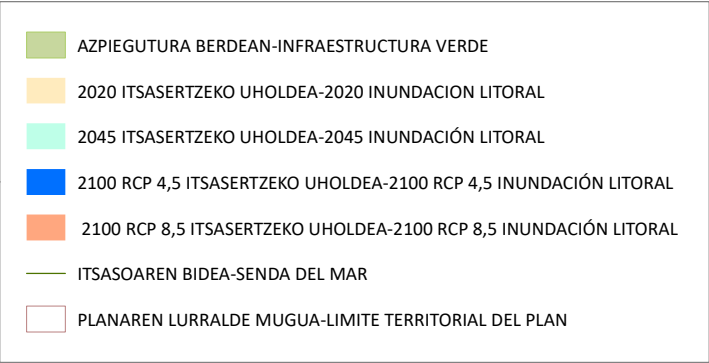 AZPIEGUTURA BERDEAN-INFRAESTRUCTURA VERDE
2020 ITSASERTZEKO UHOLDEA-2020 INUNDACION LITORAL
2045 ITSASERTZEKO UHOLDEA-2045 INUNDACIÓN LITORAL
2100 RCP 4,5 ITSASERTZEKO UHOLDEA-2100 RCP 4,5 INUNDACIÓN LITORAL
2100 RCP 8,5 ITSASERTZEKO UHOLDEA-2100 RCP 8,5 INUNDACIÓN LITORAL
ITSASOAREN BIDEA-SENDA DEL MAR
PLANAREN LURRALDE MUGUA-LIMITE TERRITORIAL DEL PLAN